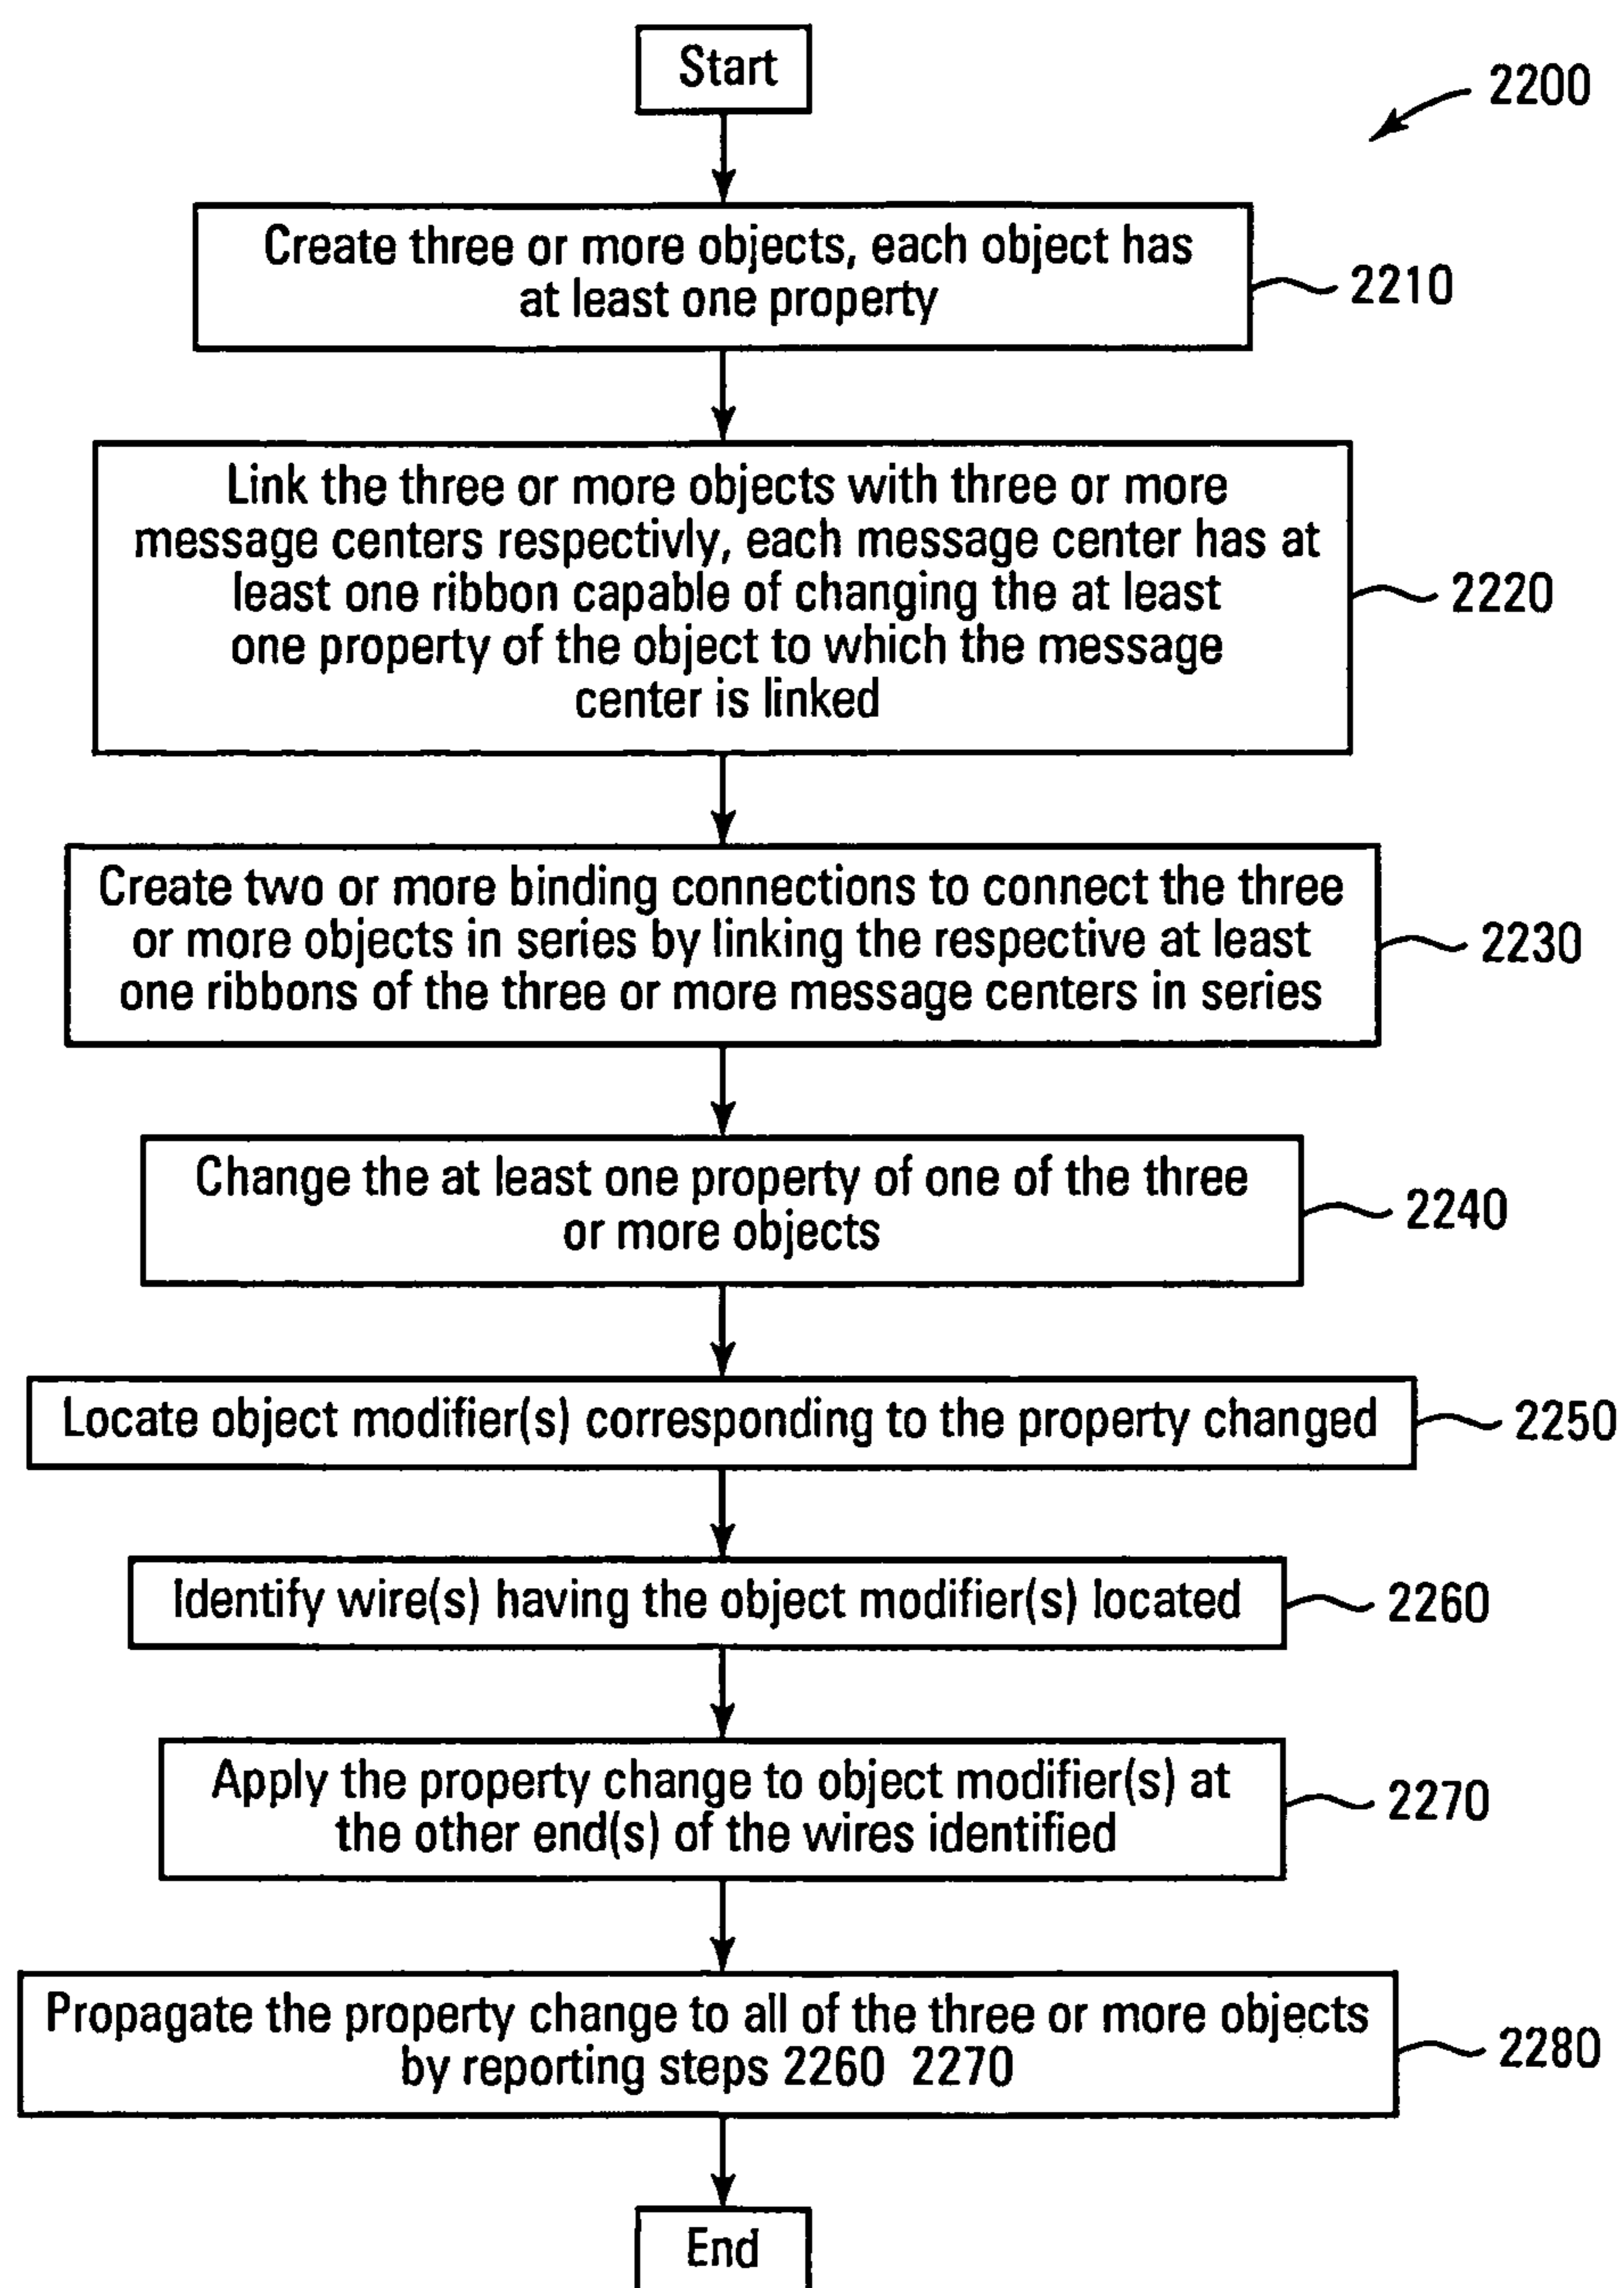 Start
2200
Create three or more objects, each object has
at least one property
2210
Link the three or more objects with three or more
message centers respectivly, each message center has at
least one ribbon capable of changing the at least
one property of the object to which the message
center is linked
2220
Create two or more binding connections to connect the three
or more objects in series by linking the respective at least
one ribbons of the three or more message centers in series
2230
Change the at least one property of one of the three
or more objects
2240
Locate object modifier(s) corresponding to the property changed
2250
Identify wire(s) having the object modifier(s) located
2260
Apply the property change to object modifier(s) at
the other end(s) of the wires identified
2270
Propagate the property change to all of the three or more objects
by reporting steps 2260 2270
2280
End